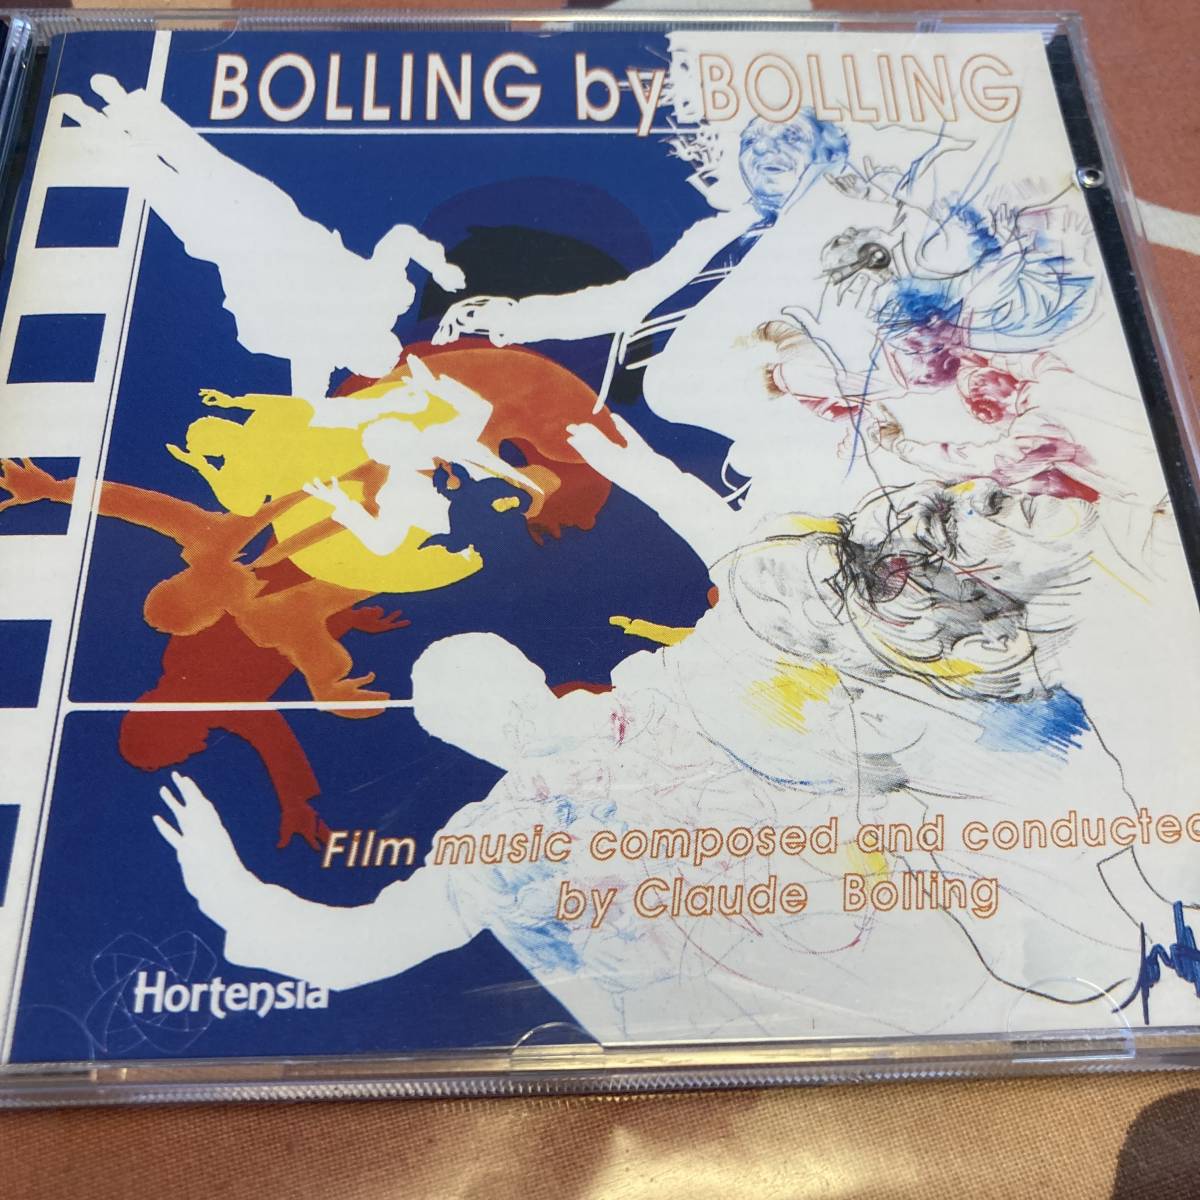 BOLLING by BOLLING
Film music composed and conducted
by Claude Bolling
Hortensia